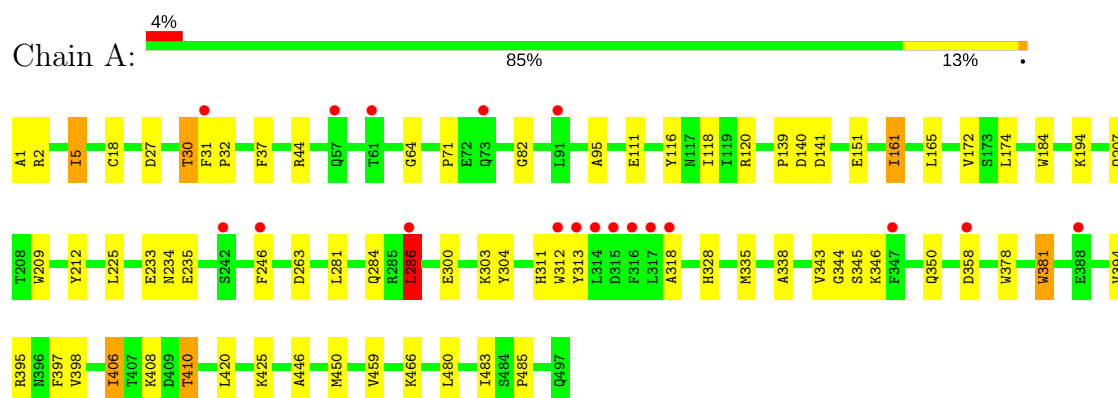 4%
Chain A:
85% 13% •
A1 R2 I5 C18 D27 T30 F31 P32 F37 R44 Q57 T61 G64 P71 E72 Q73 G82 L91 A95 E111 Y116 N117 I118 I119 R120 P139 D140 D141 E151 I161 L165 V172 S173 L174 W184 K194
T208 W209 Y212 L225 E233 N234 E235 S242 F246 D263 L281 Q284 R285 L286 E300 K303 Y304 H311 W312 Y313 L314 D315 F316 L317 A318 H328 M335 A338 V343 G344 S345 K346 F347 Q350 D358 W378 W381 E388
R395 N396 F397 V398 I406 T407 K408 D409 T410 L420 K425 A446 M450 V459 K466 L480 I483 S484 P485 Q497